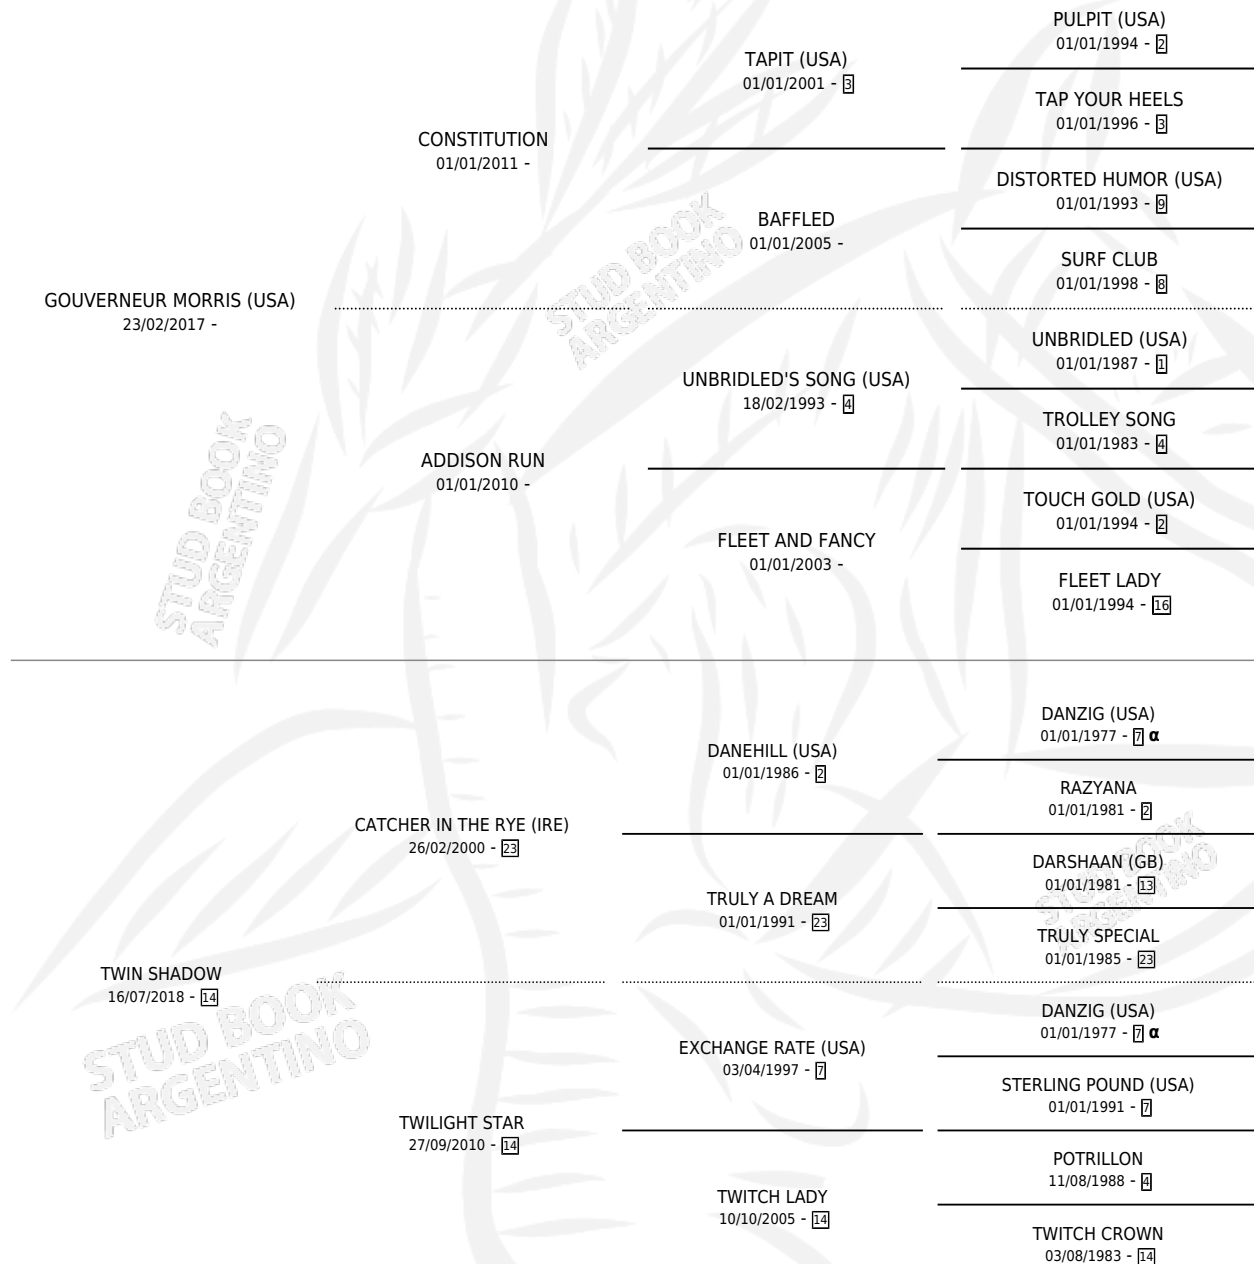 PULPIT (USA)
01/01/1994 - 2
TAPIT (USA)
01/01/2001 - 3
TAP YOUR HEELS
01/01/1996 - 3
CONSTITUTION
01/01/2011 -
DISTORTED HUMOR (USA)
01/01/1993 - 9
BAFFLED
01/01/2005 -
SURF CLUB
01/01/1998 - 8
GOUVERNEUR MORRIS (USA)
23/02/2017 -
UNBRIDLED (USA)
01/01/1987 - 1
UNBRIDLED'S SONG (USA)
18/02/1993 - 4
TROLLEY SONG
01/01/1983 - 4
ADDISON RUN
01/01/2010 -
TOUCH GOLD (USA)
01/01/1994 - 2
FLEET AND FANCY
01/01/2003 -
FLEET LADY
01/01/1994 - 16
DANZIG (USA)
01/01/1977 - 7 α
DANEHILL (USA)
01/01/1986 - 2
RAZYANA
01/01/1981 - 2
CATCHER IN THE RYE (IRE)
26/02/2000 - 23
DARSHAAN (GB)
01/01/1981 - 13
TRULY A DREAM
01/01/1991 - 23
TRULY SPECIAL
01/01/1985 - 23
TWIN SHADOW
16/07/2018 - 14
DANZIG (USA)
01/01/1977 - 7 α
EXCHANGE RATE (USA)
03/04/1997 - 7
STERLING POUND (USA)
01/01/1991 - 7
TWILIGHT STAR
27/09/2010 - 14
POTRILLON
11/08/1988 - 4
TWITCH LADY
10/10/2005 - 14
TWITCH CROWN
03/08/1983 - 14
STUD BOOK
ARGENTINO
STUD BOOK
ARGENTINO
STUD BOOK
ARGENTINO
STUD BOOK
ARGENTINO